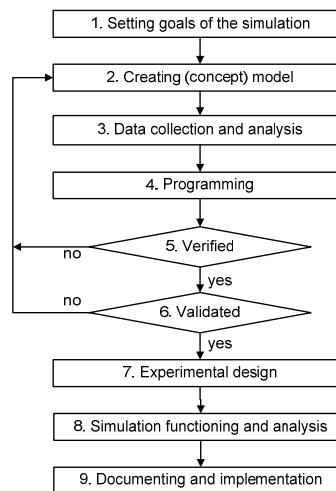 1. Setting goals of the simulation
2. Creating (concept) model
3. Data collection and analysis
4. Programming
5. Verified
no
yes
no
6. Validated
yes
7. Experimental design
8. Simulation functioning and analysis
9. Documenting and implementation